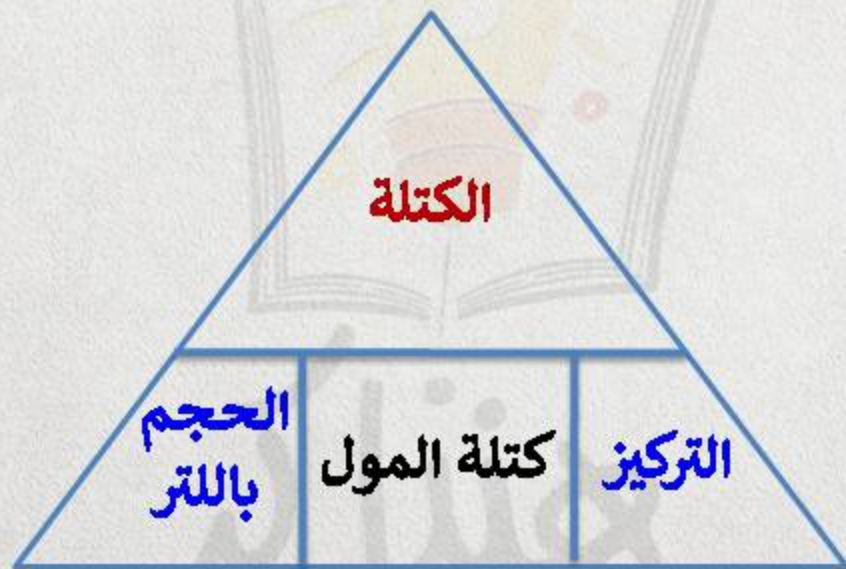 الكتلة
التركيز
كتلة المول
الحجم
باللتر